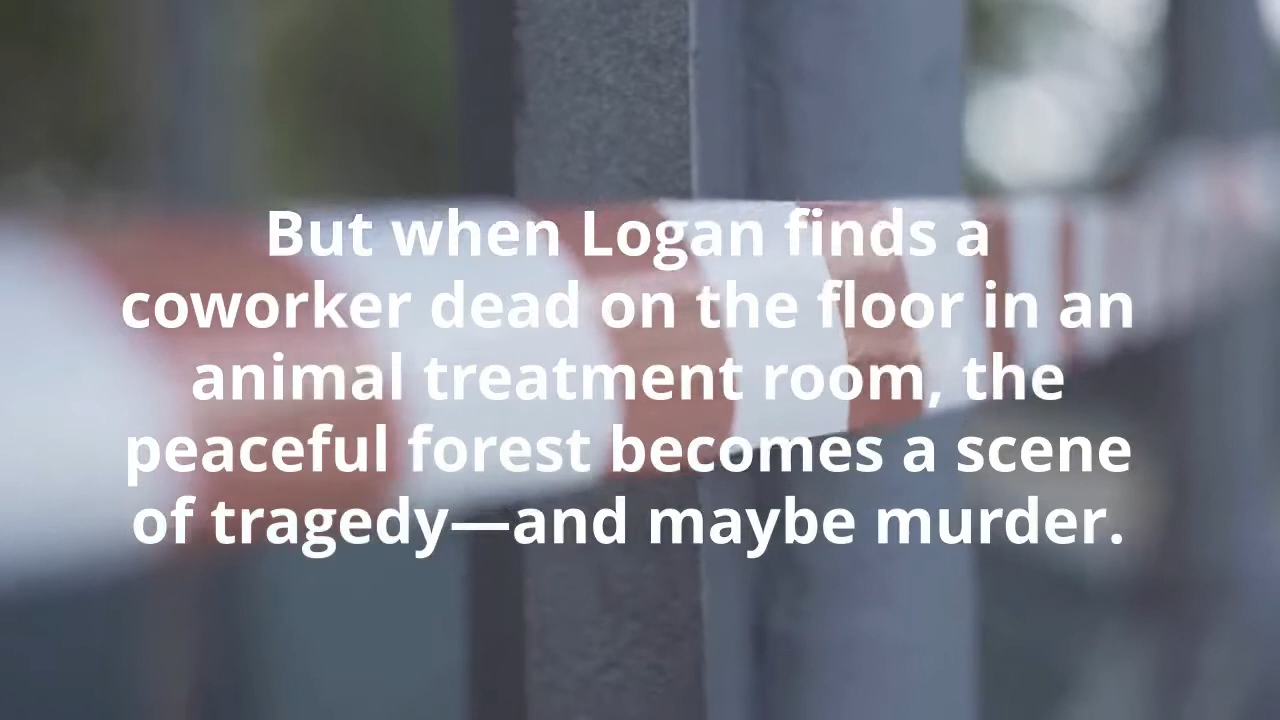 But when Logan finds a
coworker dead on the floor in an
animal treatment room, the
peaceful forest becomes a scene
of tragedy—and maybe murder.